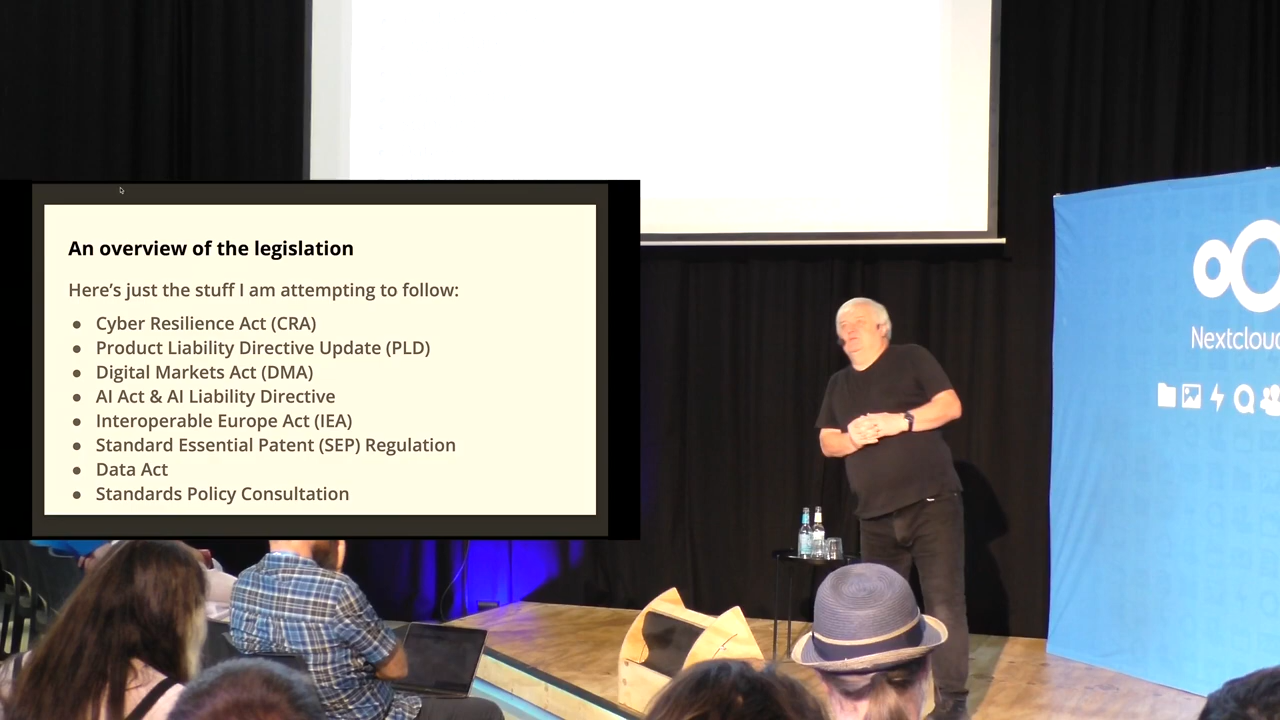 An overview of the legislation
Here's just the stuff I am attempting to follow:
● Cyber Resilience Act (CRA)
● Product Liability Directive Update (PLD)
● Digital Markets Act (DMA)
● AI Act & AI Liability Directive
● Interoperable Europe Act (IEA)
● Standard Essential Patent (SEP) Regulation
● Data Act
● Standards Policy Consultation
Nextcloud